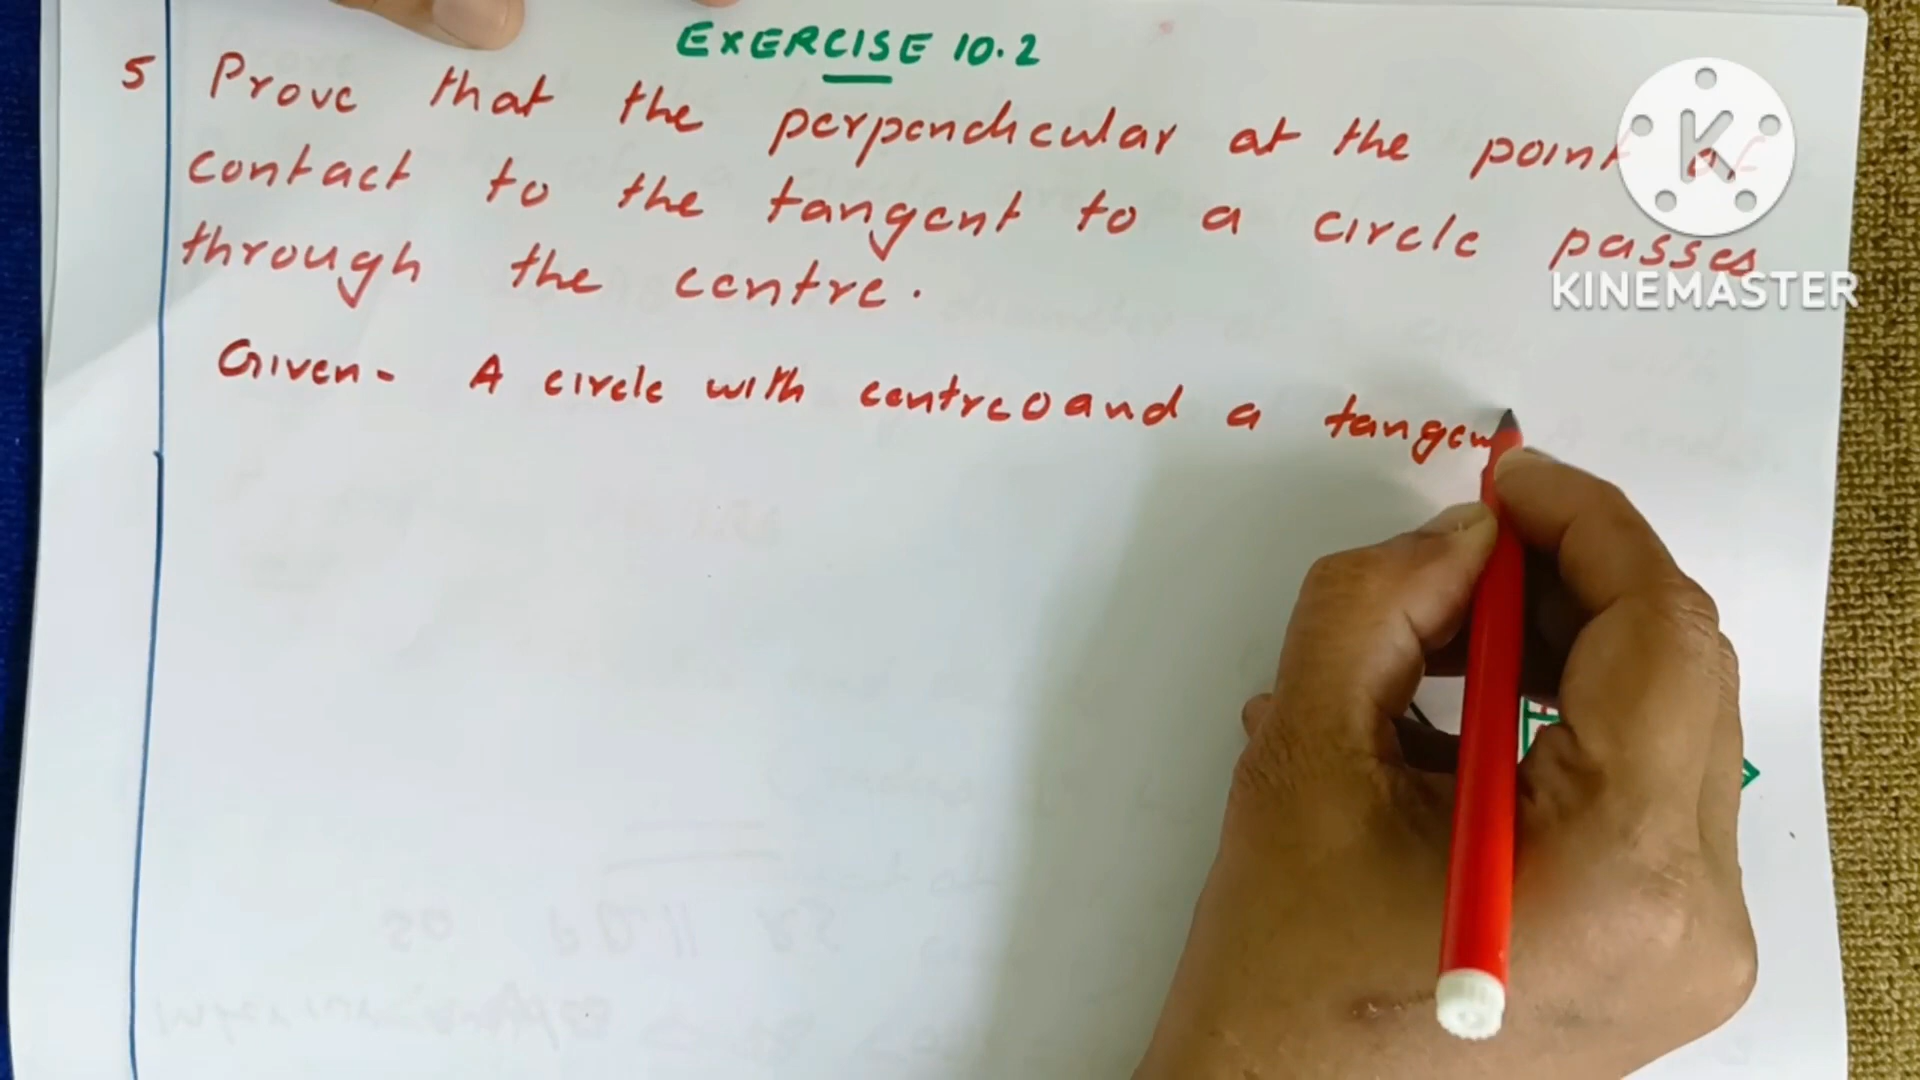 EXERCISE 10.2
5 Prove that the perpendicular at the point of
contact to the tangent to a circle passes
through the centre.
Given- A circle with centre O and a tangen
K
KINEMASTER